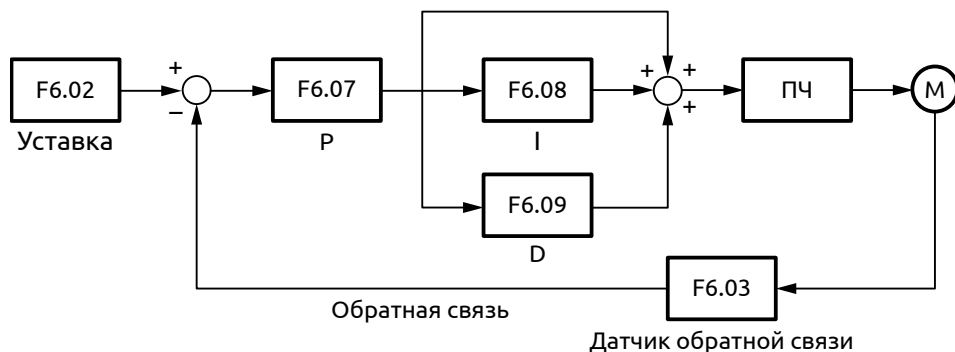 +
+
+
+
F6.02
F6.07
F6.08
ПЧ
М
−
+
Уставка
P
I
F6.09
D
F6.03
Обратная связь
Датчик обратной связи